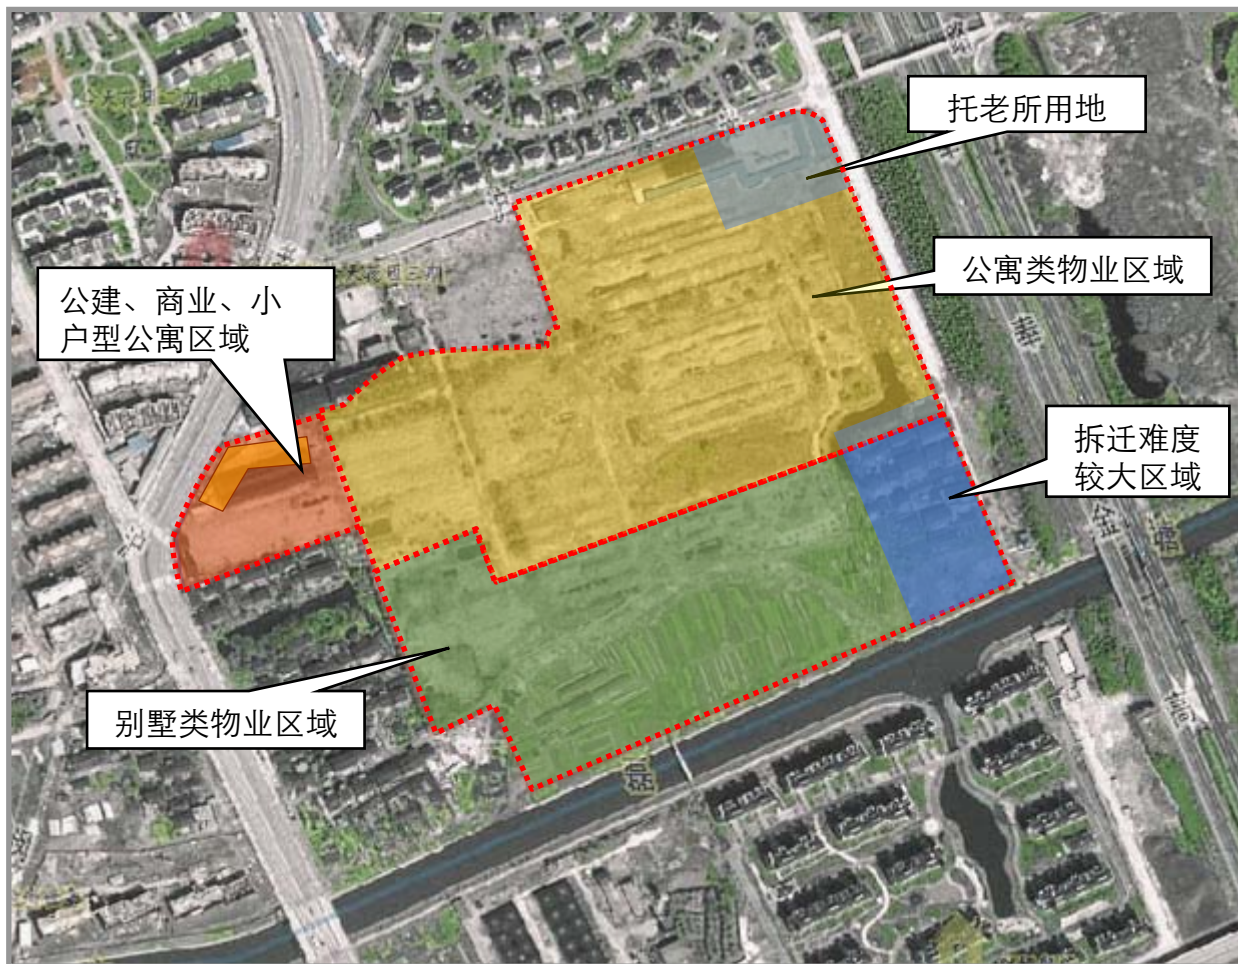 托老所用地
公寓类物业区域
公建、商业、小
户型公寓区域
拆迁难度
较大区域
别墅类物业区域